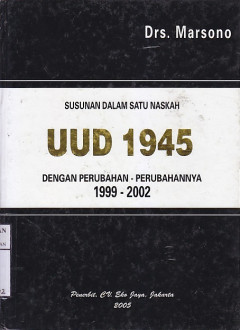 Drs. Marsono
SUSUNAN DALAM SATU NASKAH
UUD 1945
DENGAN PERUBAHAN - PERUBAHANNYA
1999 - 2002
Penerbit, CV. Eko Jaya, Jakarta
2005